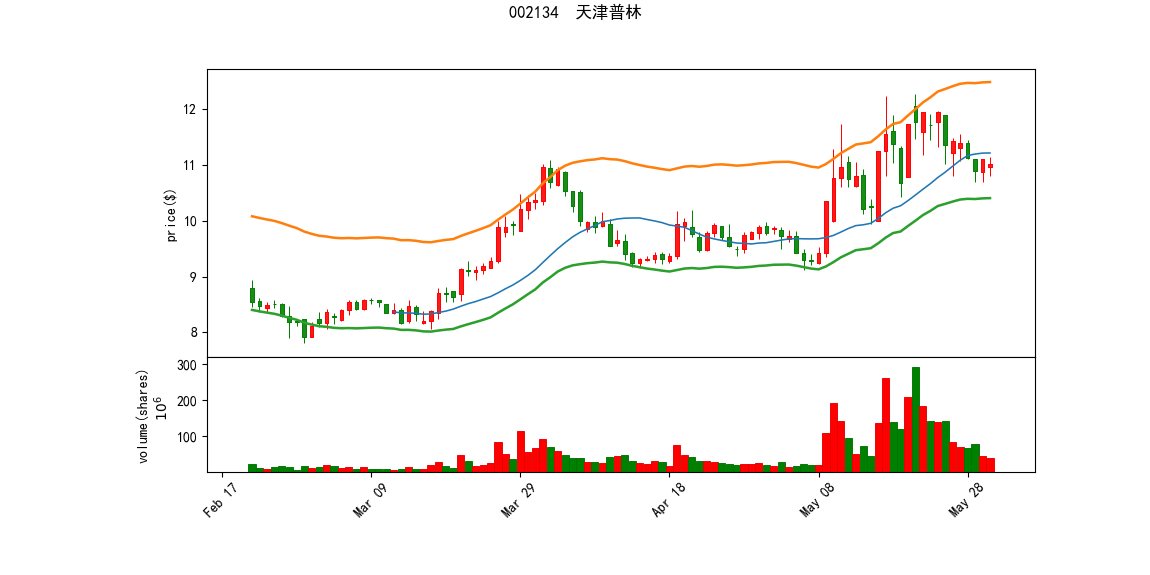 002134 天津普林
price($)
12
11
10
9
8
volume(shares)
10^6
300
200
100
Feb 17
Mar 09
Mar 29
Apr 18
May 08
May 28